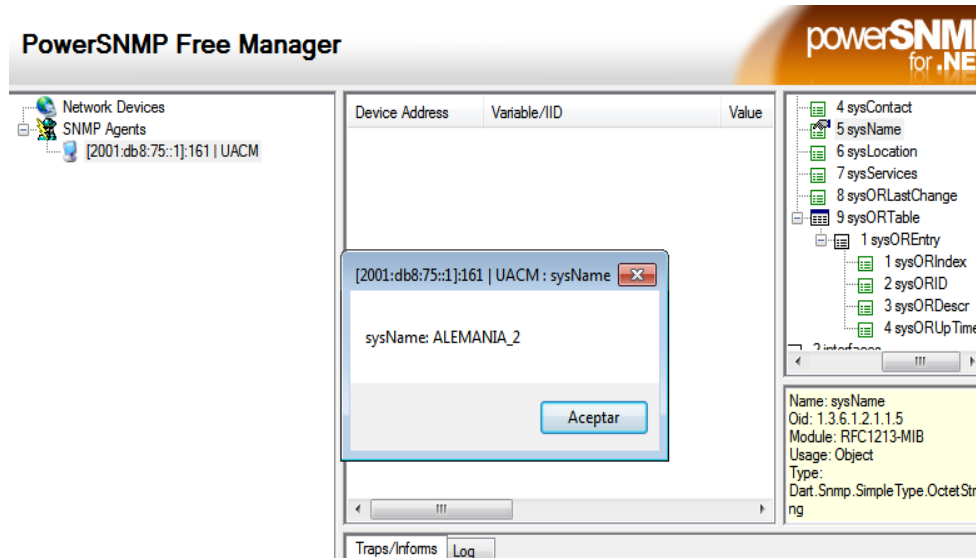 PowerSNMP Free Manager
powerSNM
for .NE
Network Devices
SNMP Agents
[2001:db8:75::1]:161 | UACM
Device Address Variable/IID Value
[2001:db8:75::1]:161 | UACM : sysName
sysName: ALEMANIA_2
Aceptar
4 sysContact
5 sysName
6 sysLocation
7 sysServices
8 sysORLastChange
9 sysORTable
1 sysOREntry
1 sysORIndex
2 sysORID
3 sysORDescr
4 sysORUpTime
2 interfaces
Name: sysName
Oid: 1.3.6.1.2.1.1.5
Module: RFC1213-MIB
Usage: Object
Type:
Dart.Snmp.SimpleType.OctetStr
ng
Traps/Informs Log